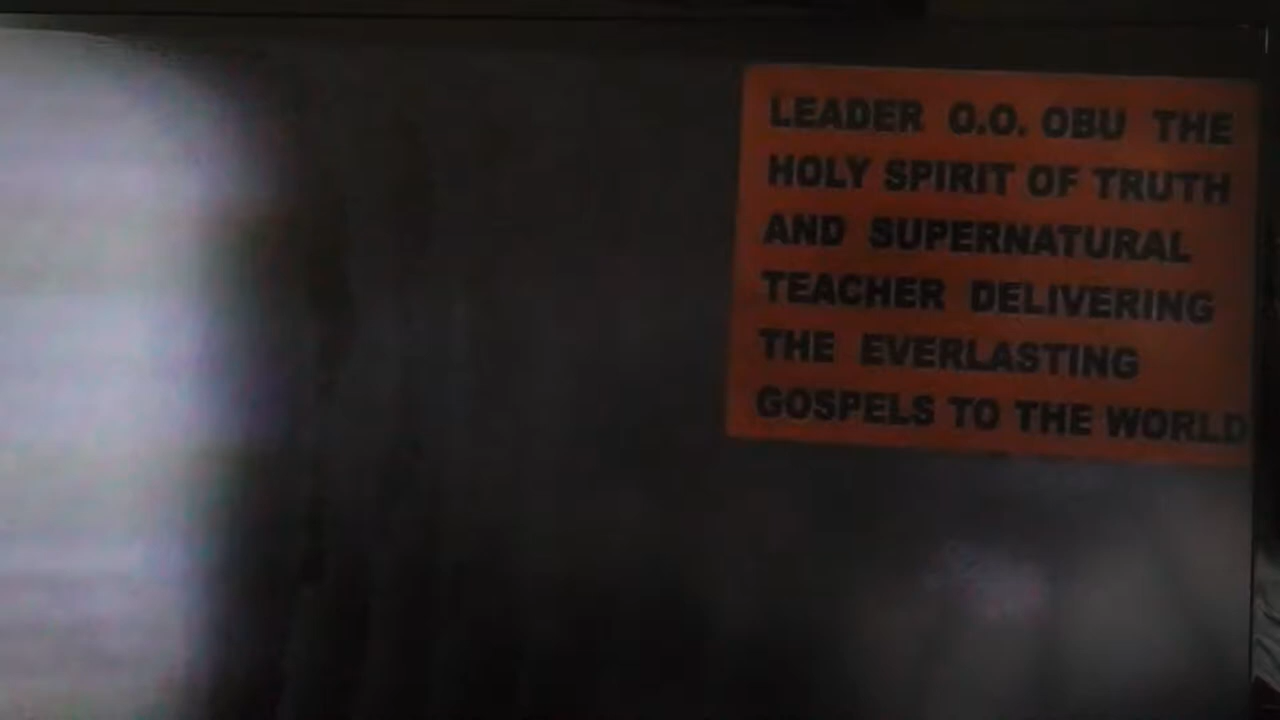 LEADER O.O. OBU THE
HOLY SPIRIT OF TRUTH
AND SUPERNATURAL
TEACHER DELIVERING
THE EVERLASTING
GOSPELS TO THE WORLD